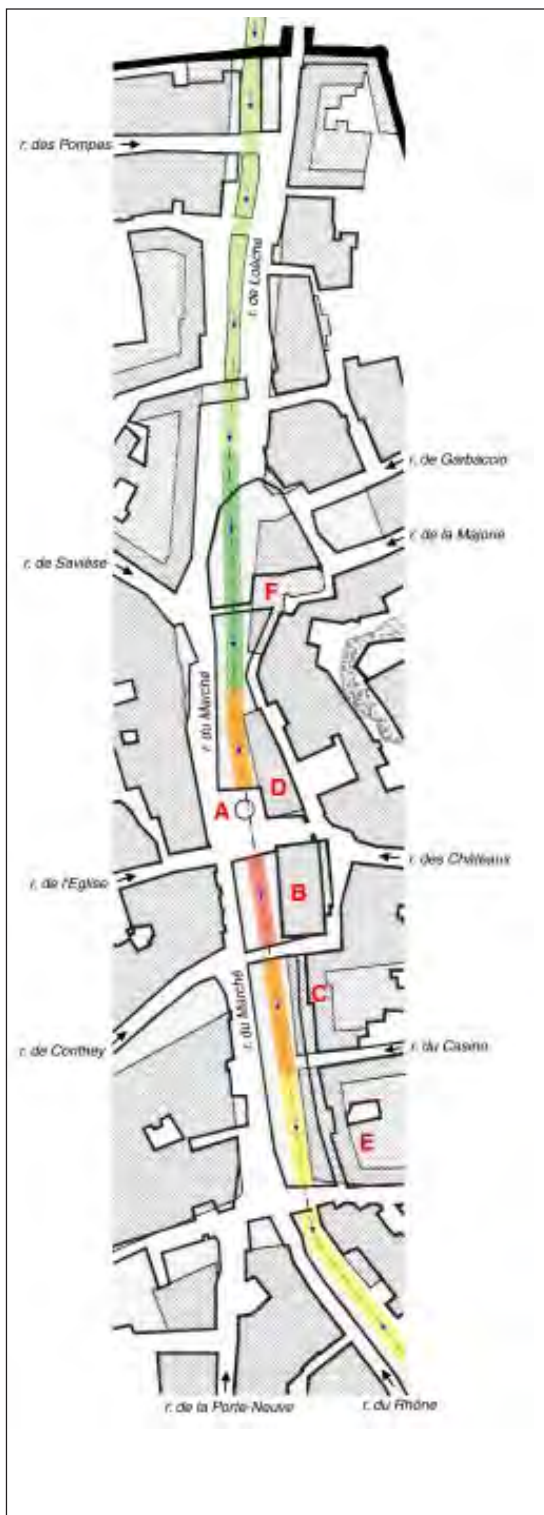 r. des Pompes
r. de Loèche
r. de Garbaccio
r. de la Majorie
r. de Savièse
F
r. du Marché
D
A
r. des Châteaux
r. de l'Eglise
B
C
r. du Marché
r. de Conthey
r. du Casino
E
r. de la Porte-Neuve
r. du Rhône